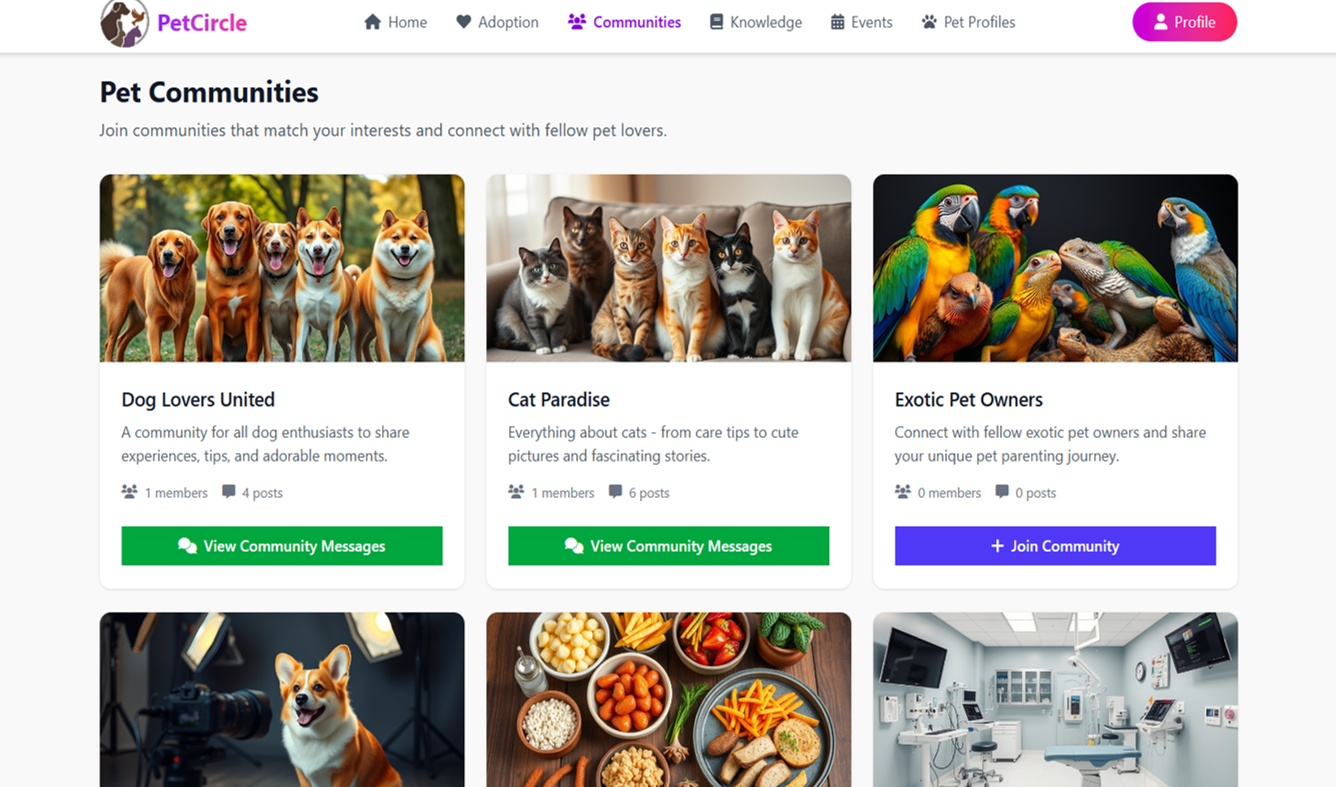 PetCircle
Home
Adoption
Communities
Knowledge
Events
Pet Profiles
Profile
Pet Communities
Join communities that match your interests and connect with fellow pet lovers.
Dog Lovers United
A community for all dog enthusiasts to share
experiences, tips, and adorable moments.
1 members
4 posts
View Community Messages
Cat Paradise
Everything about cats - from care tips to cute
pictures and fascinating stories.
1 members
6 posts
View Community Messages
Exotic Pet Owners
Connect with fellow exotic pet owners and share
your unique pet parenting journey.
0 members
0 posts
Join Community